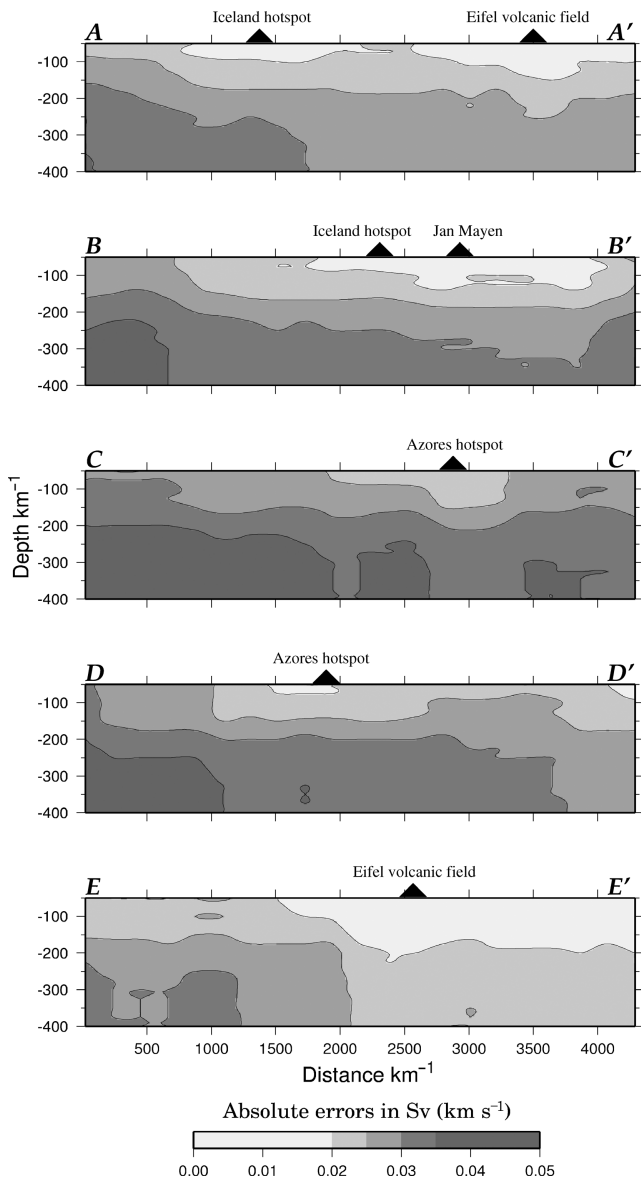 Iceland hotspot Eifel volcanic field
A A′
-100
-200
-300
-400
Iceland hotspot Jan Mayen
B B′
-100
-200
-300
-400
Azores hotspot
C C′
-100
-200
-300
-400
Depth km⁻¹
Azores hotspot
D D′
-100
-200
-300
-400
Eifel volcanic field
E E′
-100
-200
-300
-400
500 1000 1500 2000 2500 3000 3500 4000
Distance km⁻¹
Absolute errors in Sv (km s⁻¹)
0.00 0.01 0.02 0.03 0.04 0.05